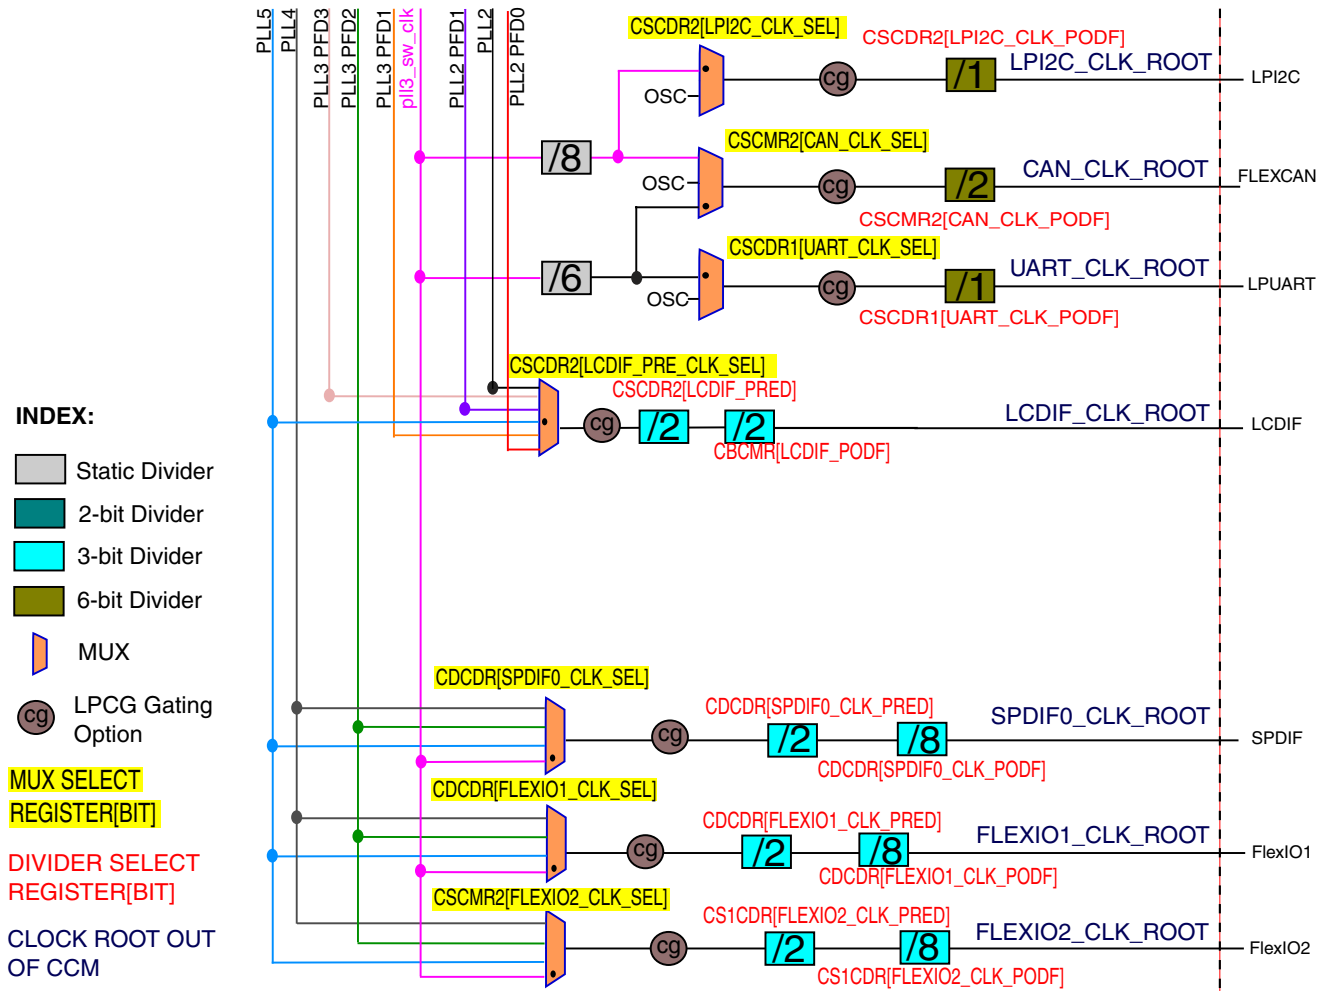 PLL5
PLL4
PLL3 PFD3
PLL3 PFD2
PLL3 PFD1
pll3_sw_clk
PLL2 PFD1
PLL2
PLL2 PFD0
CSCDR2[LPI2C_CLK_SEL]
CSCDR2[LPI2C_CLK_PODF]
OSC
cg
/1
LPI2C_CLK_ROOT
LPI2C
/8
CSCMR2[CAN_CLK_SEL]
OSC
cg
/2
CAN_CLK_ROOT
FLEXCAN
CSCMR2[CAN_CLK_PODF]
/6
CSCDR1[UART_CLK_SEL]
OSC
cg
/1
UART_CLK_ROOT
LPUART
CSCDR1[UART_CLK_PODF]
CSCDR2[LCDIF_PRE_CLK_SEL]
CSCDR2[LCDIF_PRED]
cg
/2
/2
LCDIF_CLK_ROOT
LCDIF
CBCMR[LCDIF_PODF]
INDEX:
Static Divider
2-bit Divider
3-bit Divider
6-bit Divider
MUX
cg
LPCG Gating
Option
MUX SELECT
REGISTER[BIT]
DIVIDER SELECT
REGISTER[BIT]
CLOCK ROOT OUT
OF CCM
CDCDR[SPDIF0_CLK_SEL]
CDCDR[SPDIF0_CLK_PRED]
cg
/2
/8
SPDIF0_CLK_ROOT
SPDIF
CDCDR[SPDIF0_CLK_PODF]
CDCDR[FLEXIO1_CLK_SEL]
CDCDR[FLEXIO1_CLK_PRED]
cg
/2
/8
FLEXIO1_CLK_ROOT
FlexIO1
CDCDR[FLEXIO1_CLK_PODF]
CSCMR2[FLEXIO2_CLK_SEL]
CS1CDR[FLEXIO2_CLK_PRED]
cg
/2
/8
FLEXIO2_CLK_ROOT
FlexIO2
CS1CDR[FLEXIO2_CLK_PODF]